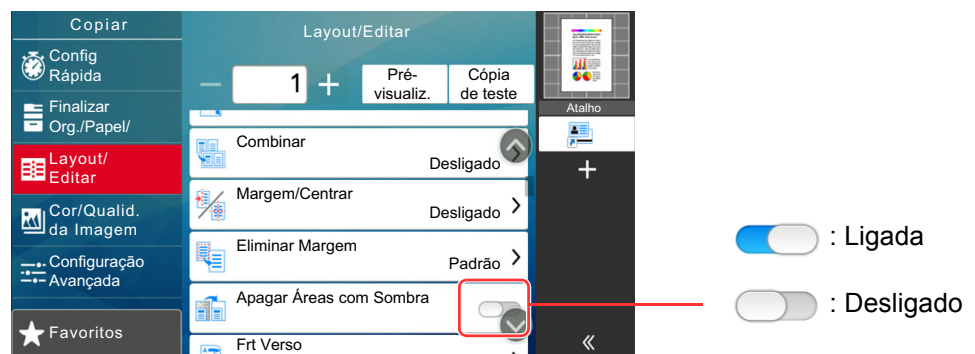 Copiar
Config
Rápida
Finalizar
Org./Papel/
Layout/
Editar
Cor/Qualid.
da Imagem
Configuração
Avançada
Favoritos
Layout/Editar
1
Pré-
visualiz.
Cópia
de teste
Combinar
Desligado
Margem/Centrar
Desligado
Eliminar Margem
Padrão
Apagar Áreas com Sombra
Frt Verso
Atalho
: Ligada
: Desligado